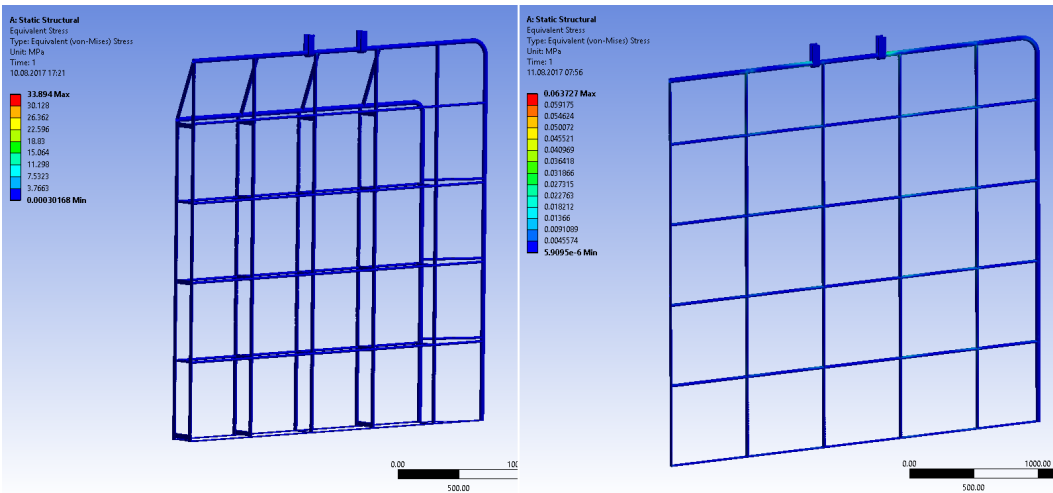 A: Static Structural
Equivalent Stress
Type: Equivalent (von-Mises) Stress
Unit: MPa
Time: 1
10.08.2017 17:21
33.894 Max
30.128
26.362
22.596
18.83
15.064
11.298
7.5323
3.7663
0.00030168 Min
0.00
100
500.00
A: Static Structural
Equivalent Stress
Type: Equivalent (von-Mises) Stress
Unit: MPa
Time: 1
11.08.2017 07:56
0.063727 Max
0.059175
0.054624
0.050072
0.045521
0.040969
0.036418
0.031866
0.027315
0.022763
0.018212
0.01366
0.0091089
0.0045574
5.9095e-6 Min
0.00
1000.00
500.00